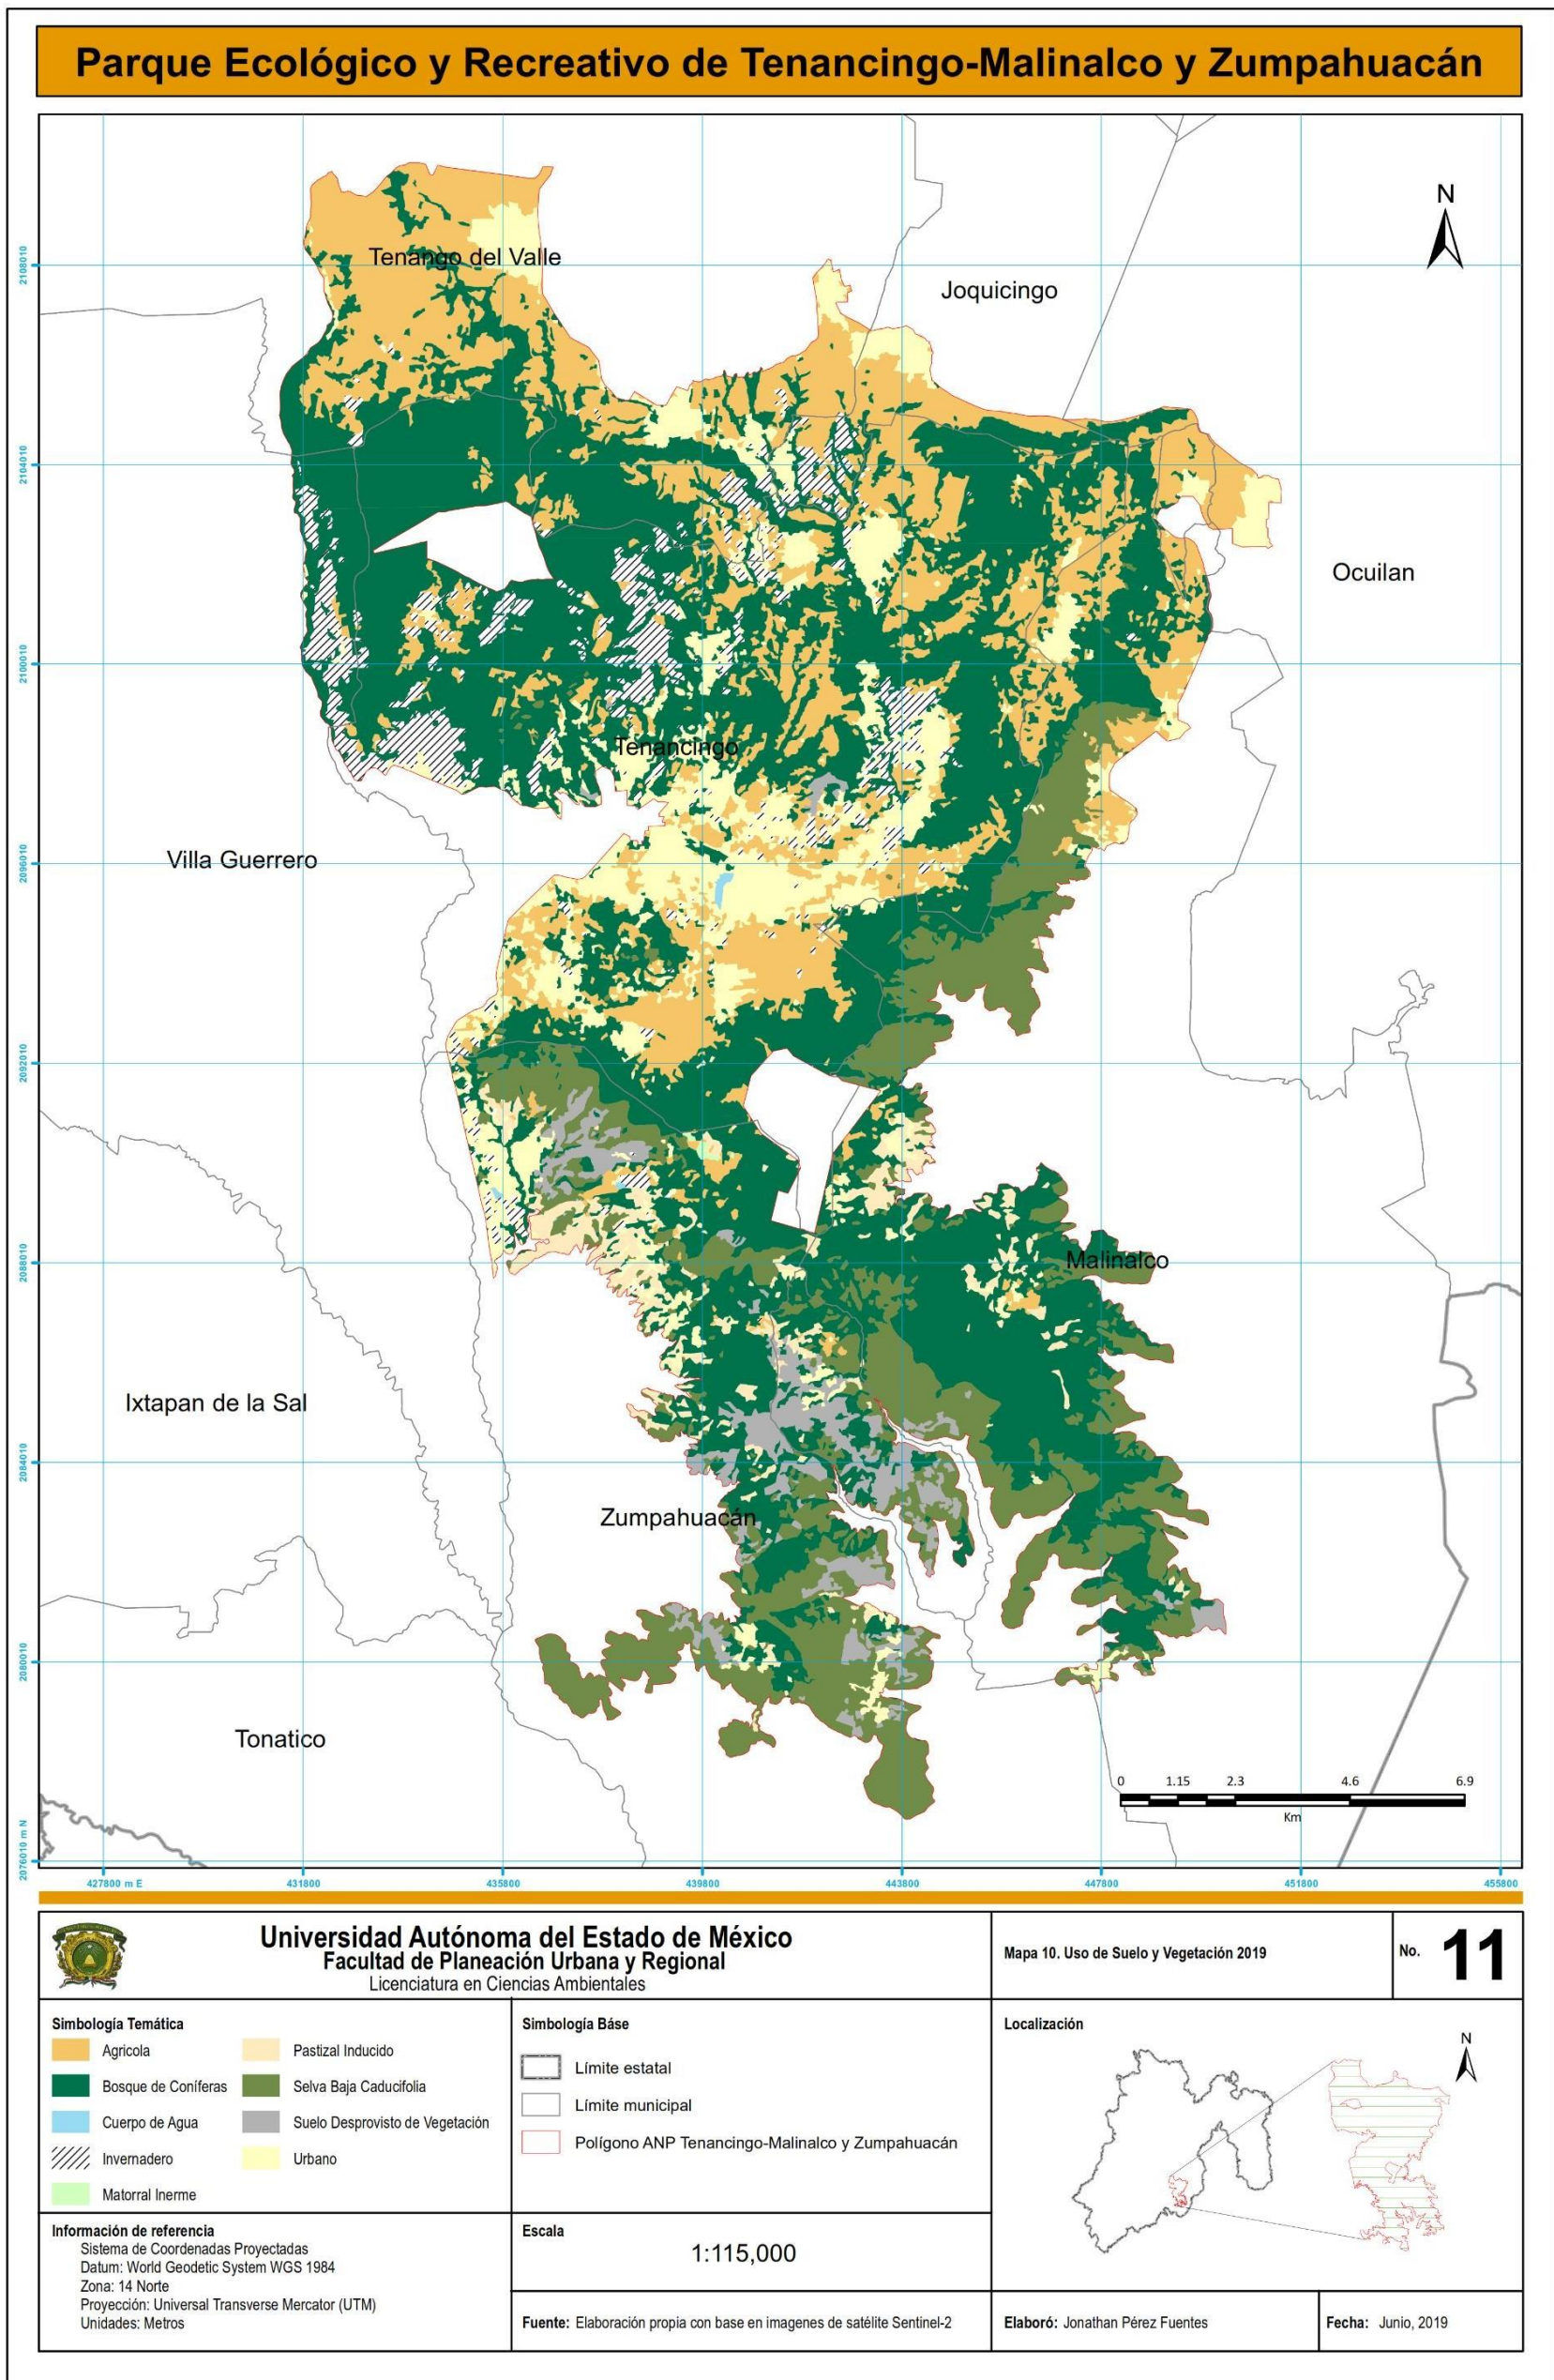 Parque Ecológico y Recreativo de Tenancingo-Malinalco y Zumpahuacán
N
Tenango del Valle
Joquicingo
Ocuilan
Tenancingo
Villa Guerrero
Malinalco
Ixtapan de la Sal
Zumpahuacán
Tonatico
2108010
2104010
2100010
2096010
2092010
2088010
2084010
2080010
2076010 m N
0 1.15 2.3 4.6 6.9
Km
427800 m E 431800 435800 439800 443800 447800 451800 455800
Universidad Autónoma del Estado de México
Facultad de Planeación Urbana y Regional
Licenciatura en Ciencias Ambientales
Mapa 10. Uso de Suelo y Vegetación 2019
No. 11
Simbología Temática
Agricola
Bosque de Coníferas
Cuerpo de Agua
Invernadero
Matorral Inerme
Pastizal Inducido
Selva Baja Caducifolia
Suelo Desprovisto de Vegetación
Urbano
Simbología Báse
Límite estatal
Límite municipal
Polígono ANP Tenancingo-Malinalco y Zumpahuacán
Localización
N
Información de referencia
Sistema de Coordenadas Proyectadas
Datum: World Geodetic System WGS 1984
Zona: 14 Norte
Proyección: Universal Transverse Mercator (UTM)
Unidades: Metros
Escala
1:115,000
Fuente: Elaboración propia con base en imagenes de satélite Sentinel-2
Elaboró: Jonathan Pérez Fuentes
Fecha: Junio, 2019